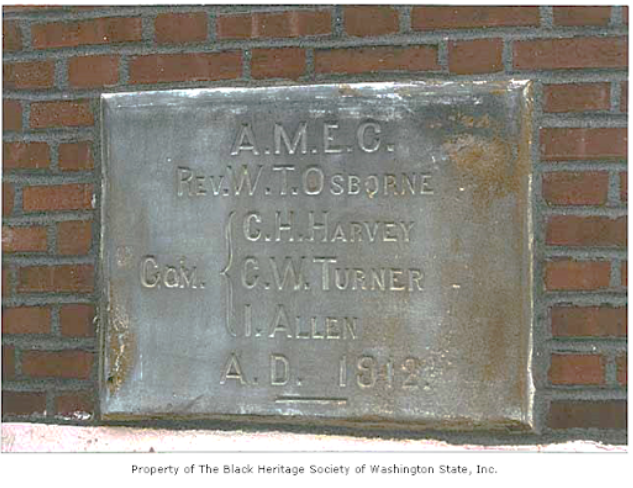 A.M.E.C.
REV. W. T. OSBORNE
C. H. HARVEY
COM. { C. W. TURNER
I. ALLEN
A. D. 1912.
Property of The Black Heritage Society of Washington State, Inc.